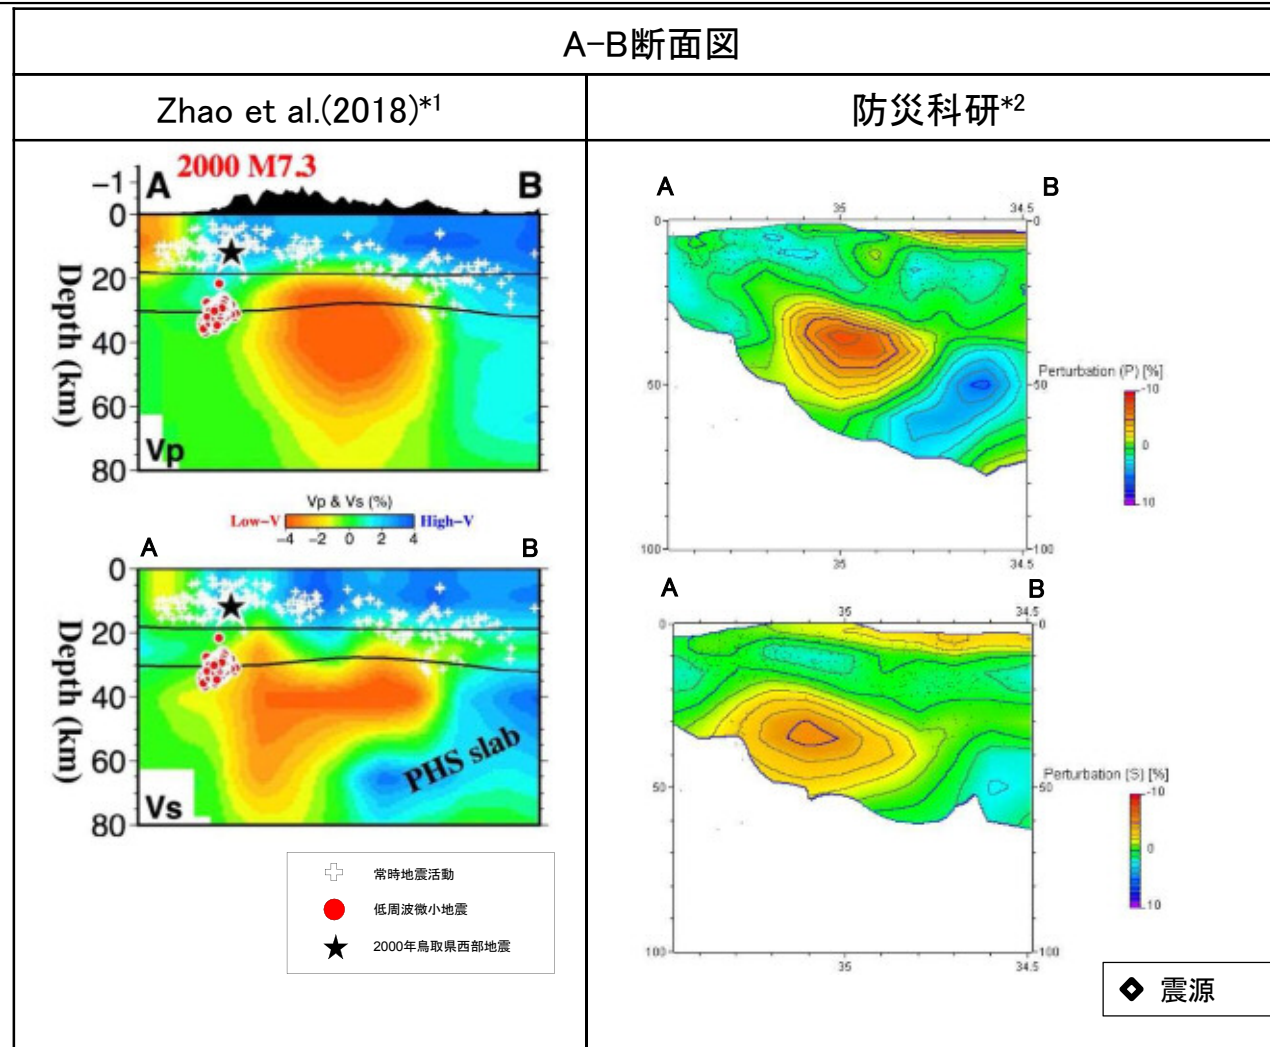 A-B断面図
Zhao et al.(2018)*1
防災科研*2
2000 M7.3
A
B
-1
0
20
40
60
80
Depth (km)
Vp
Vp & Vs (%)
Low-V
High-V
-4 -2 0 2 4
A
B
0
20
40
60
80
Depth (km)
PHS slab
Vs
常時地震活動
低周波微小地震
2000年鳥取県西部地震
A
B
35
34.5
0
0
50
50
100
100
35
34.5
Perturbation (P) [%]
-10
0
10
A
B
35
34.5
0
0
50
50
100
100
35
34.5
Perturbation (S) [%]
-10
0
10
震源